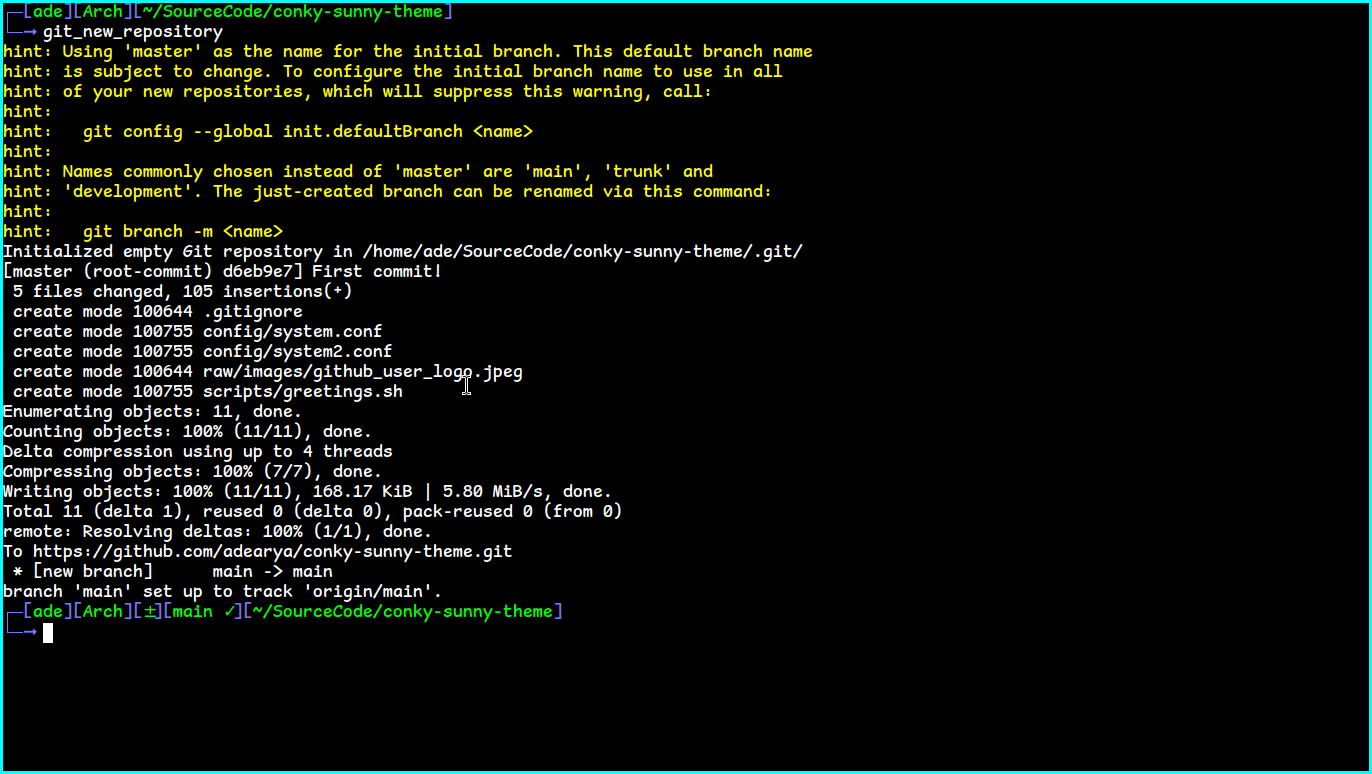 ┌─[ade][Arch][~/SourceCode/conky-sunny-theme]
└─→ git_new_repository
hint: Using 'master' as the name for the initial branch. This default branch name
hint: is subject to change. To configure the initial branch name to use in all
hint: of your new repositories, which will suppress this warning, call:
hint:
hint:   git config --global init.defaultBranch <name>
hint:
hint: Names commonly chosen instead of 'master' are 'main', 'trunk' and
hint: 'development'. The just-created branch can be renamed via this command:
hint:
hint:   git branch -m <name>
Initialized empty Git repository in /home/ade/SourceCode/conky-sunny-theme/.git/
[master (root-commit) d6eb9e7] First commit!
 5 files changed, 105 insertions(+)
 create mode 100644 .gitignore
 create mode 100755 config/system.conf
 create mode 100755 config/system2.conf
 create mode 100644 raw/images/github_user_logo.jpeg
 create mode 100755 scripts/greetings.sh
Enumerating objects: 11, done.
Counting objects: 100% (11/11), done.
Delta compression using up to 4 threads
Compressing objects: 100% (7/7), done.
Writing objects: 100% (11/11), 168.17 KiB | 5.80 MiB/s, done.
Total 11 (delta 1), reused 0 (delta 0), pack-reused 0 (from 0)
remote: Resolving deltas: 100% (1/1), done.
To https://github.com/adearya/conky-sunny-theme.git
 * [new branch]      main -> main
branch 'main' set up to track 'origin/main'.
┌─[ade][Arch][±][main ✓][~/SourceCode/conky-sunny-theme]
└─→